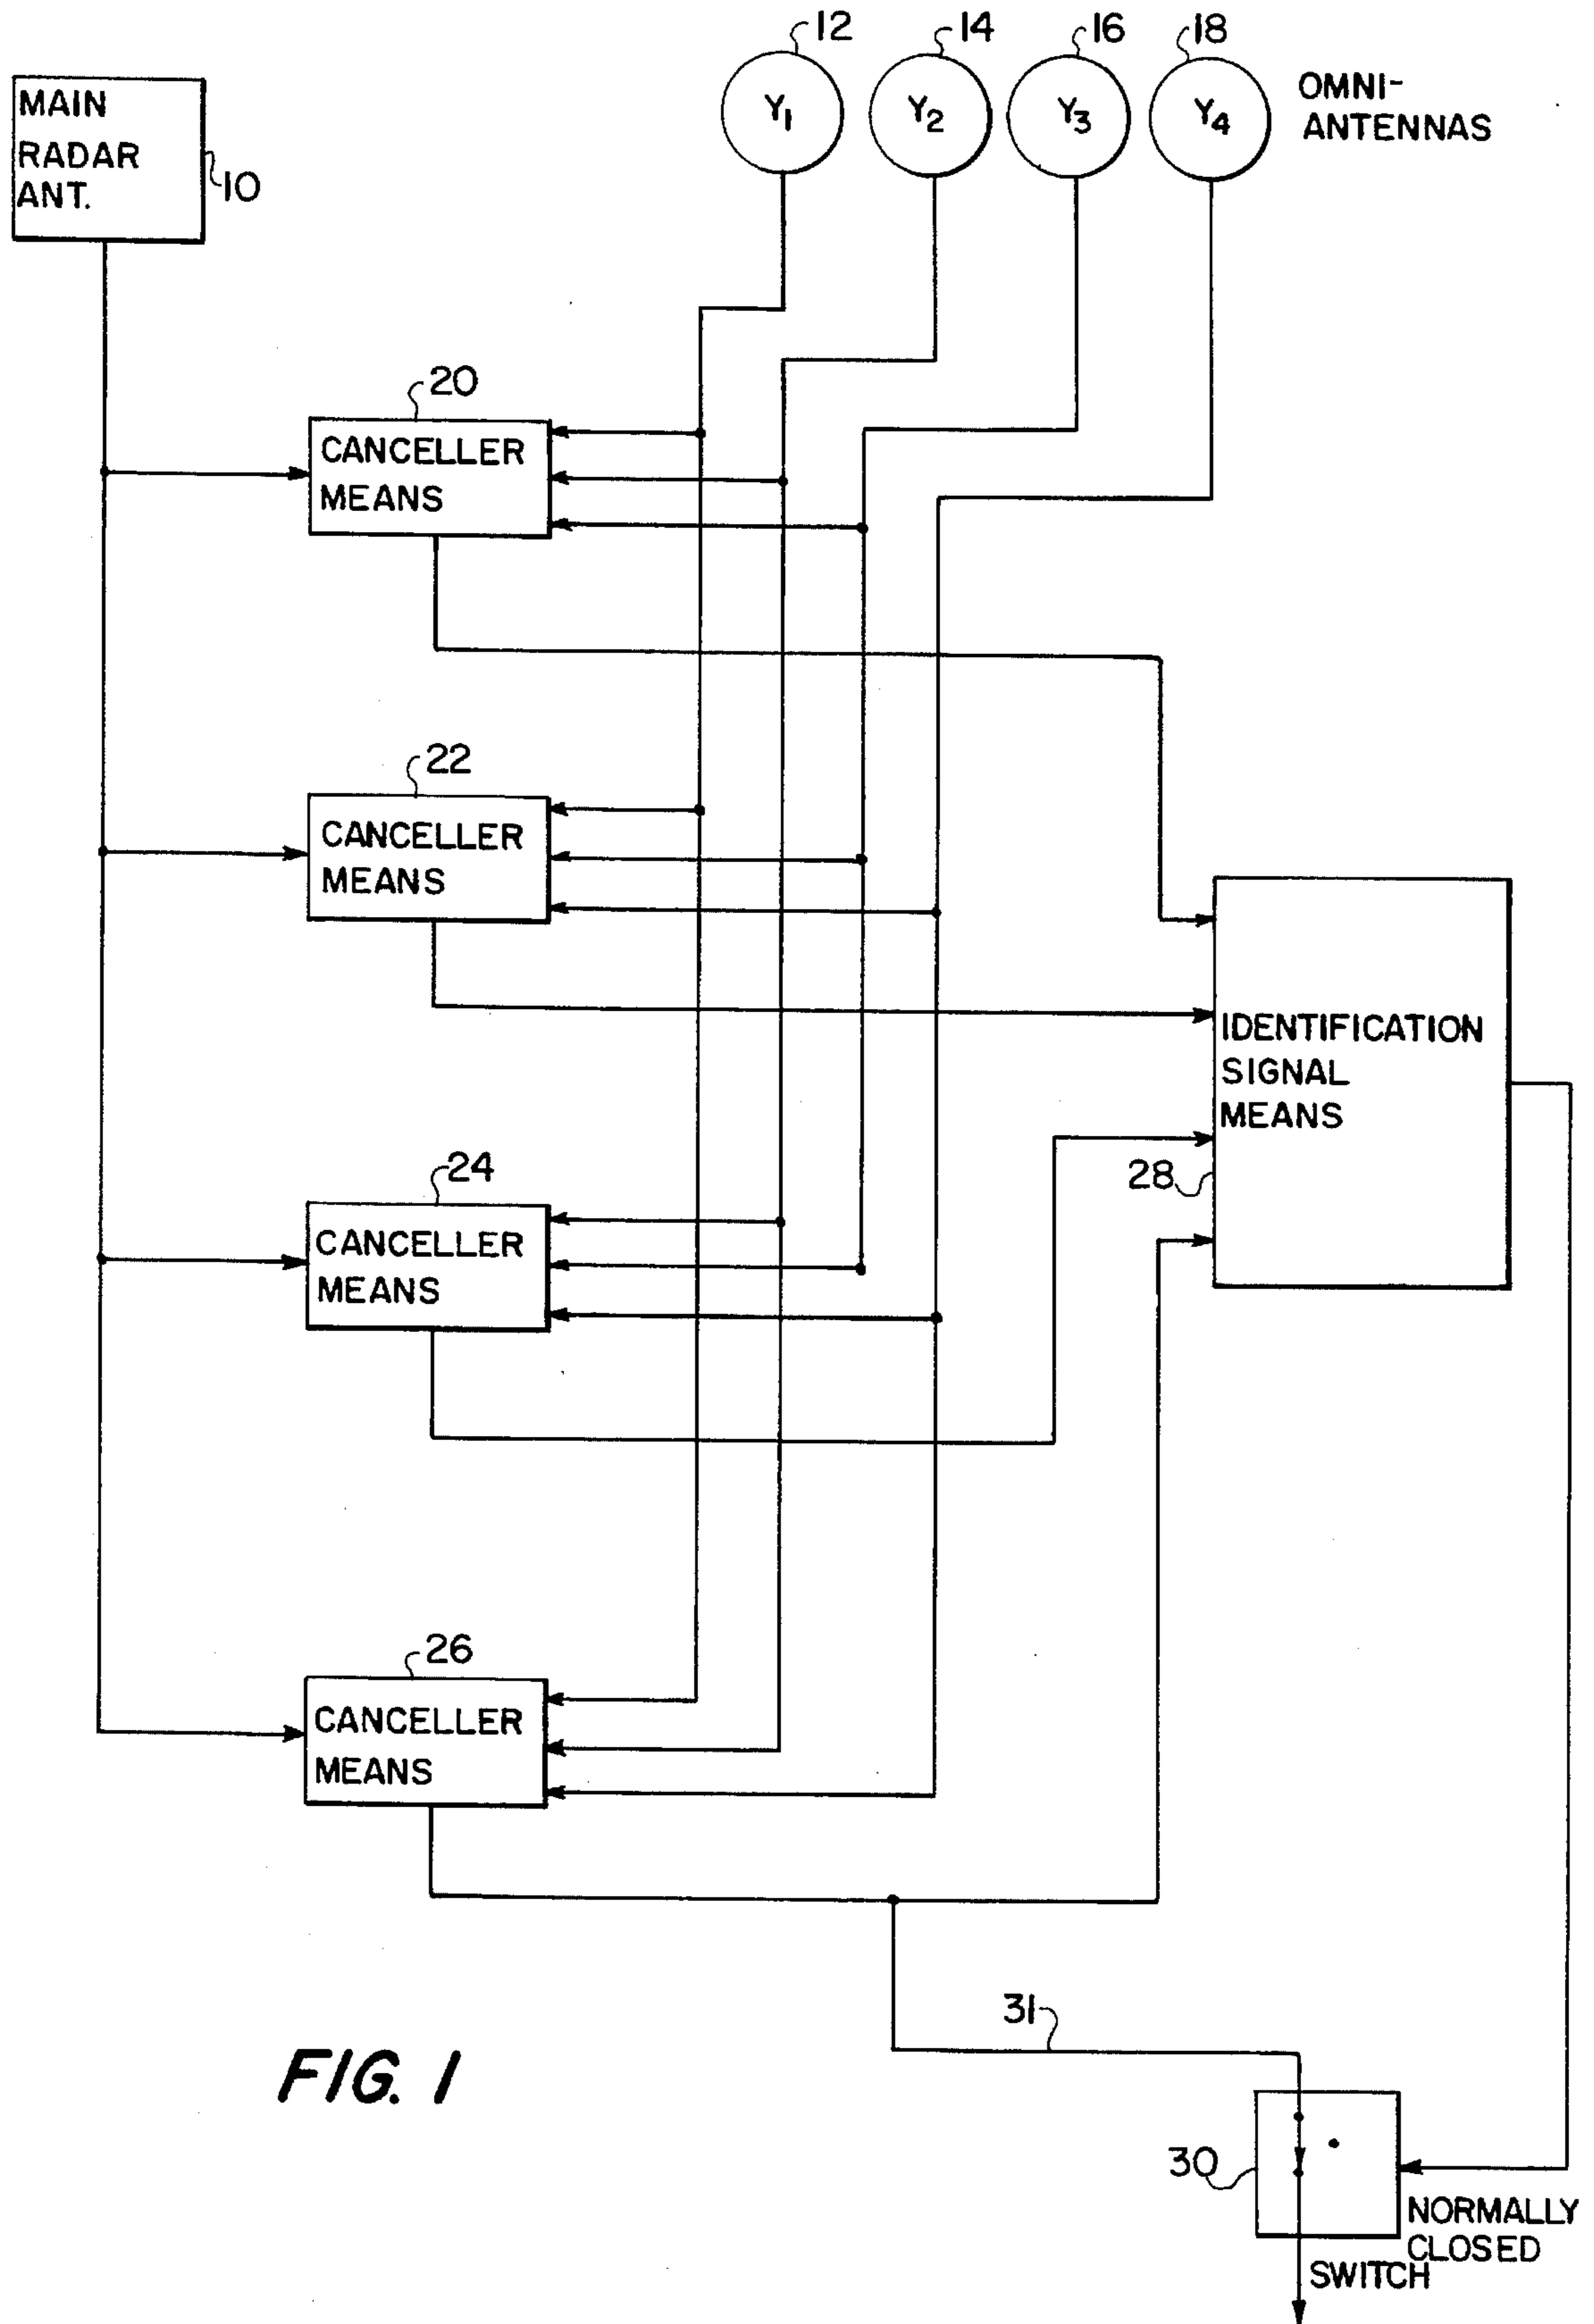 12
14
16
18
Y1
Y2
Y3
Y4
OMNI-
ANTENNAS
MAIN
RADAR
ANT.
10
20
CANCELLER
MEANS
22
CANCELLER
MEANS
IDENTIFICATION
SIGNAL
MEANS
28
24
CANCELLER
MEANS
26
CANCELLER
MEANS
31
FIG. 1
30
NORMALLY
CLOSED
SWITCH